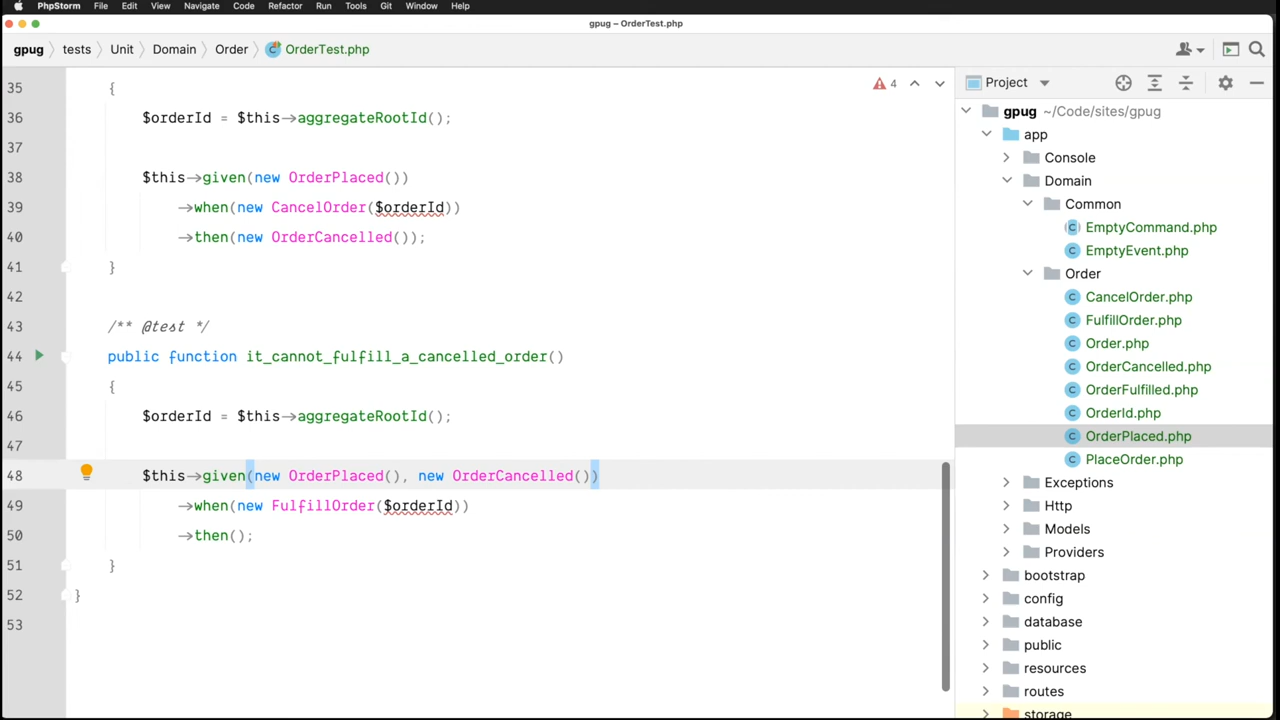 PhpStorm File Edit View Navigate Code Refactor Run Tools Git Window Help
gpug – OrderTest.php
gpug tests Unit Domain Order OrderTest.php
4
Project
35 {
36 $orderId = $this->aggregateRootId();
37
38 $this->given(new OrderPlaced())
39 ->when(new CancelOrder($orderId))
40 ->then(new OrderCancelled());
41 }
42
43 /** @test */
44 public function it_cannot_fulfill_a_cancelled_order()
45 {
46 $orderId = $this->aggregateRootId();
47
48 $this->given(new OrderPlaced(), new OrderCancelled())
49 ->when(new FulfillOrder($orderId))
50 ->then();
51 }
52 }
53
gpug ~/Code/sites/gpug
app
Console
Domain
Common
EmptyCommand.php
EmptyEvent.php
Order
CancelOrder.php
FulfillOrder.php
Order.php
OrderCancelled.php
OrderFulfilled.php
OrderId.php
OrderPlaced.php
PlaceOrder.php
Exceptions
Http
Models
Providers
bootstrap
config
database
public
resources
routes
storage